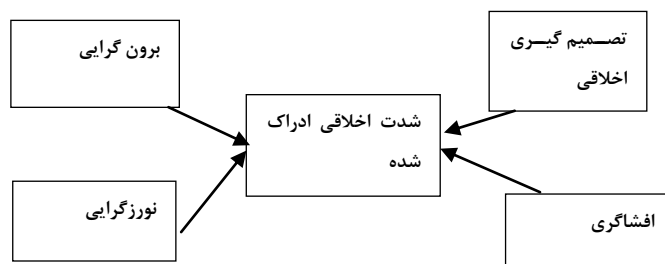 تصمیم گیری
اخلاقی
برون گرایی
شدت اخلاقی ادراک
شده
نورزگرایی
افشاگری